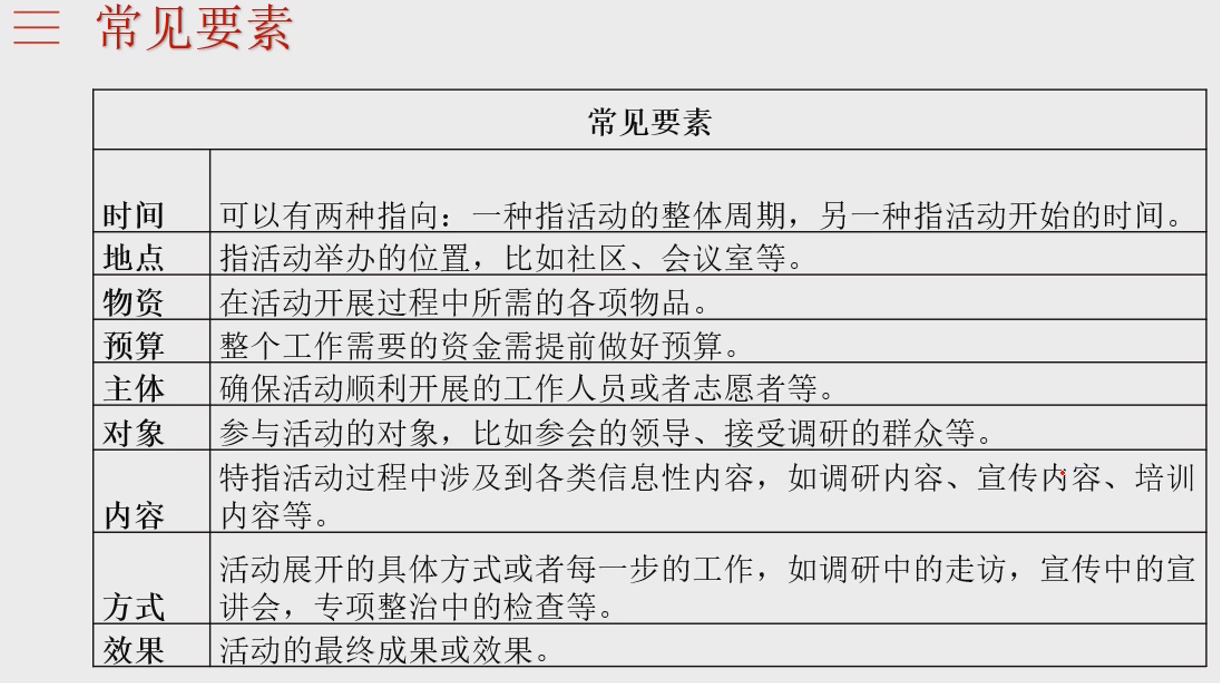 常见要素
常见要素
时间 可以有两种指向：一种指活动的整体周期，另一种指活动开始的时间。
地点 指活动举办的位置，比如社区、会议室等。
物资 在活动开展过程中所需的各项物品。
预算 整个工作需要的资金需提前做好预算。
主体 确保活动顺利开展的工作人员或者志愿者等。
对象 参与活动的对象，比如参会的领导、接受调研的群众等。
特指活动过程中涉及到各类信息性内容，如调研内容、宣传内容、培训
内容 内容等。
活动展开的具体方式或者每一步的工作，如调研中的走访，宣传中的宣
方式 讲会，专项整治中的检查等。
效果 活动的最终成果或效果。